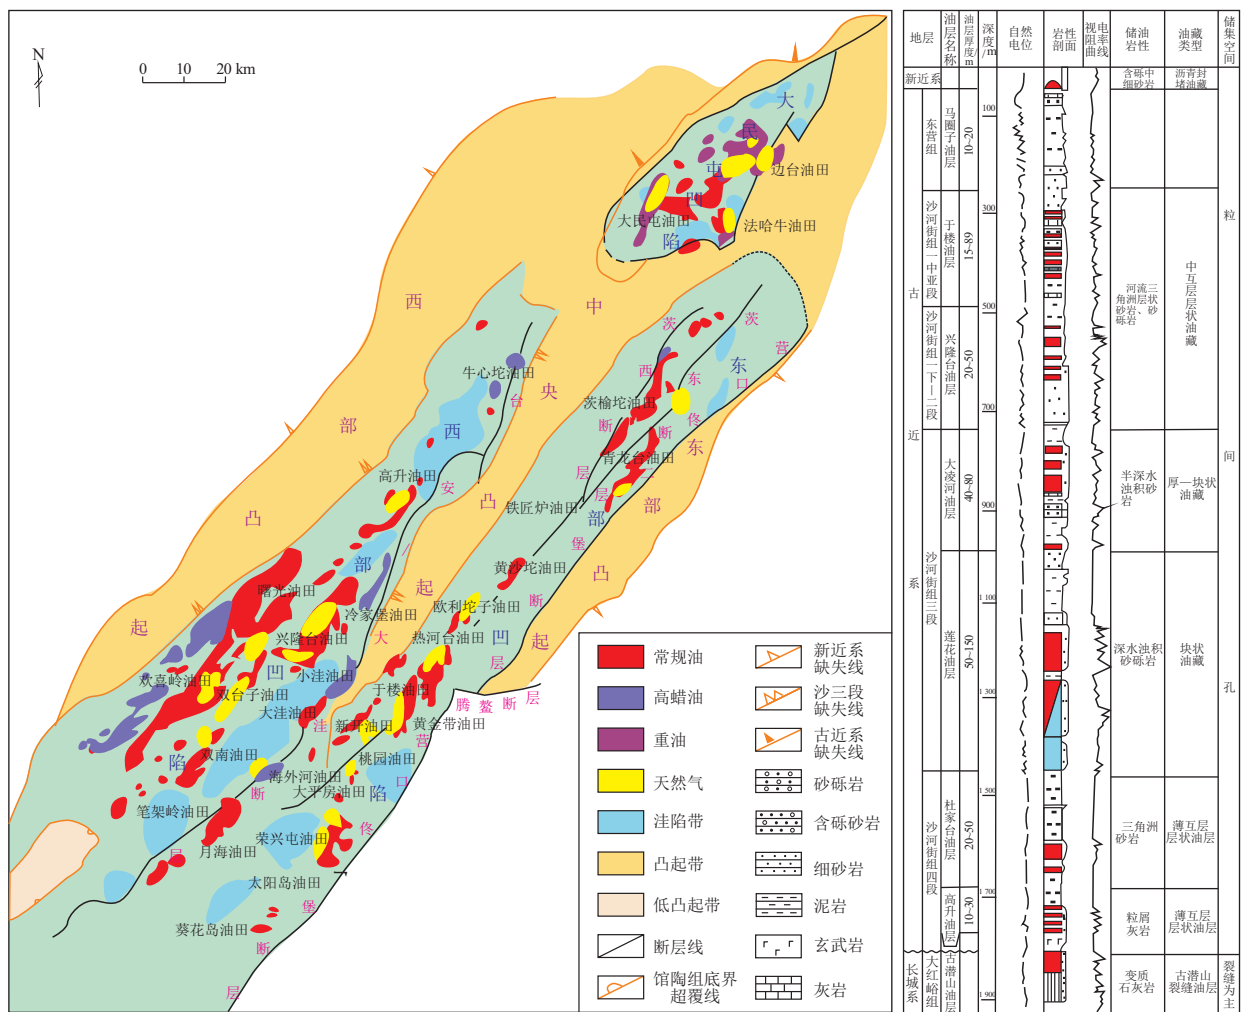 N
0 10 20 km
大
民
屯
凹
陷
边台油田
大民屯油田
法哈牛油田
西
部
凸
起
中
央
凸
起
东
部
凸
起
西
部
凹
陷
东
部
凹
陷
牛心坨油田
高升油田
曙光油田
冷家堡油田
兴隆台油田
欢喜岭油田
双台子油田
小洼油田
大洼油田
双南油田
海外河油田
笔架岭油田
月海油田
荣兴屯油田
太阳岛油田
葵花岛油田
茨榆坨油田
青龙台油田
铁匠炉油田
黄沙坨油田
欧利坨子油田
热河台油田
于楼油田
新开油田
黄金带油田
桃园油田
大平房油田
台
安
大
洼
断
层
茨
西
断
层
茨
东
断
层
营
口
佟
二
堡
断
层
腾鳌断层
营
口
佟
堡
断
层
常规油
高蜡油
重油
天然气
洼陷带
凸起带
低凸起带
断层线
馆陶组底界
超覆线
新近系
缺失线
沙三段
缺失线
古近系
缺失线
砂砾岩
含砾砂岩
细砂岩
泥岩
玄武岩
灰岩
地层
油层名称
油层厚度/m
深度/m
自然
电位
岩性
剖面
视电
阻率
曲线
储油
岩性
油藏
类型
储集空间
新近系
含砾中
细砂岩
沥青封
堵油藏
古
近
系
东营组
马圈子油层
10–20
沙河街组一中亚段
于楼油层
15–89
沙河街组一下—二段
兴隆台油层
20–50
沙河街组三段
大凌河油层
40–80
莲花油层
50–150
沙河街组四段
杜家台油层
20–50
高升油层
10–30
长城系
大红峪组
古潜山油层
100
300
500
700
900
1 100
1 300
1 500
1 700
1 900
河流三
角洲层状
砂岩、砂
砾岩
中互层层状油藏
半深水
浊积砂
岩
厚—块状
油藏
深水浊积
砂砾岩
块状
油藏
三角洲
砂岩
薄互层
层状油层
粒屑
灰岩
薄互层
层状油层
变质
石灰岩
古潜山
裂缝油层
粒
间
孔
裂缝为主